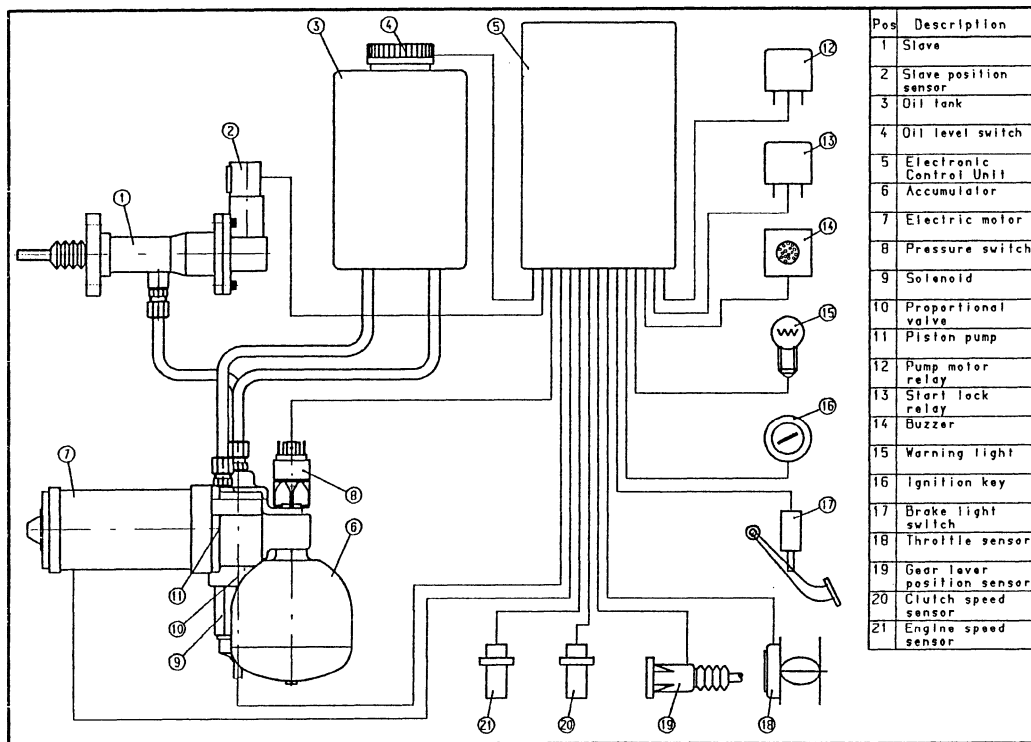 ③
④
⑤
⑫
②
⑬
①
⑭
⑮
⑯
⑦
⑧
⑥
⑰
⑪
⑩
⑨
㉑
⑳
⑲
⑱
Pos Description
1 Slave
2 Slave position
sensor
3 Oil tank
4 Oil level switch
5 Electronic
Control Unit
6 Accumulator
7 Electric motor
8 Pressure switch
9 Solenoid
10 Proportional
valve
11 Piston pump
12 Pump motor
relay
13 Start lock
relay
14 Buzzer
15 Warning light
16 Ignition key
17 Brake light
switch
18 Throttle sensor
19 Gear lever
position sensor
20 Clutch speed
sensor
21 Engine speed
sensor